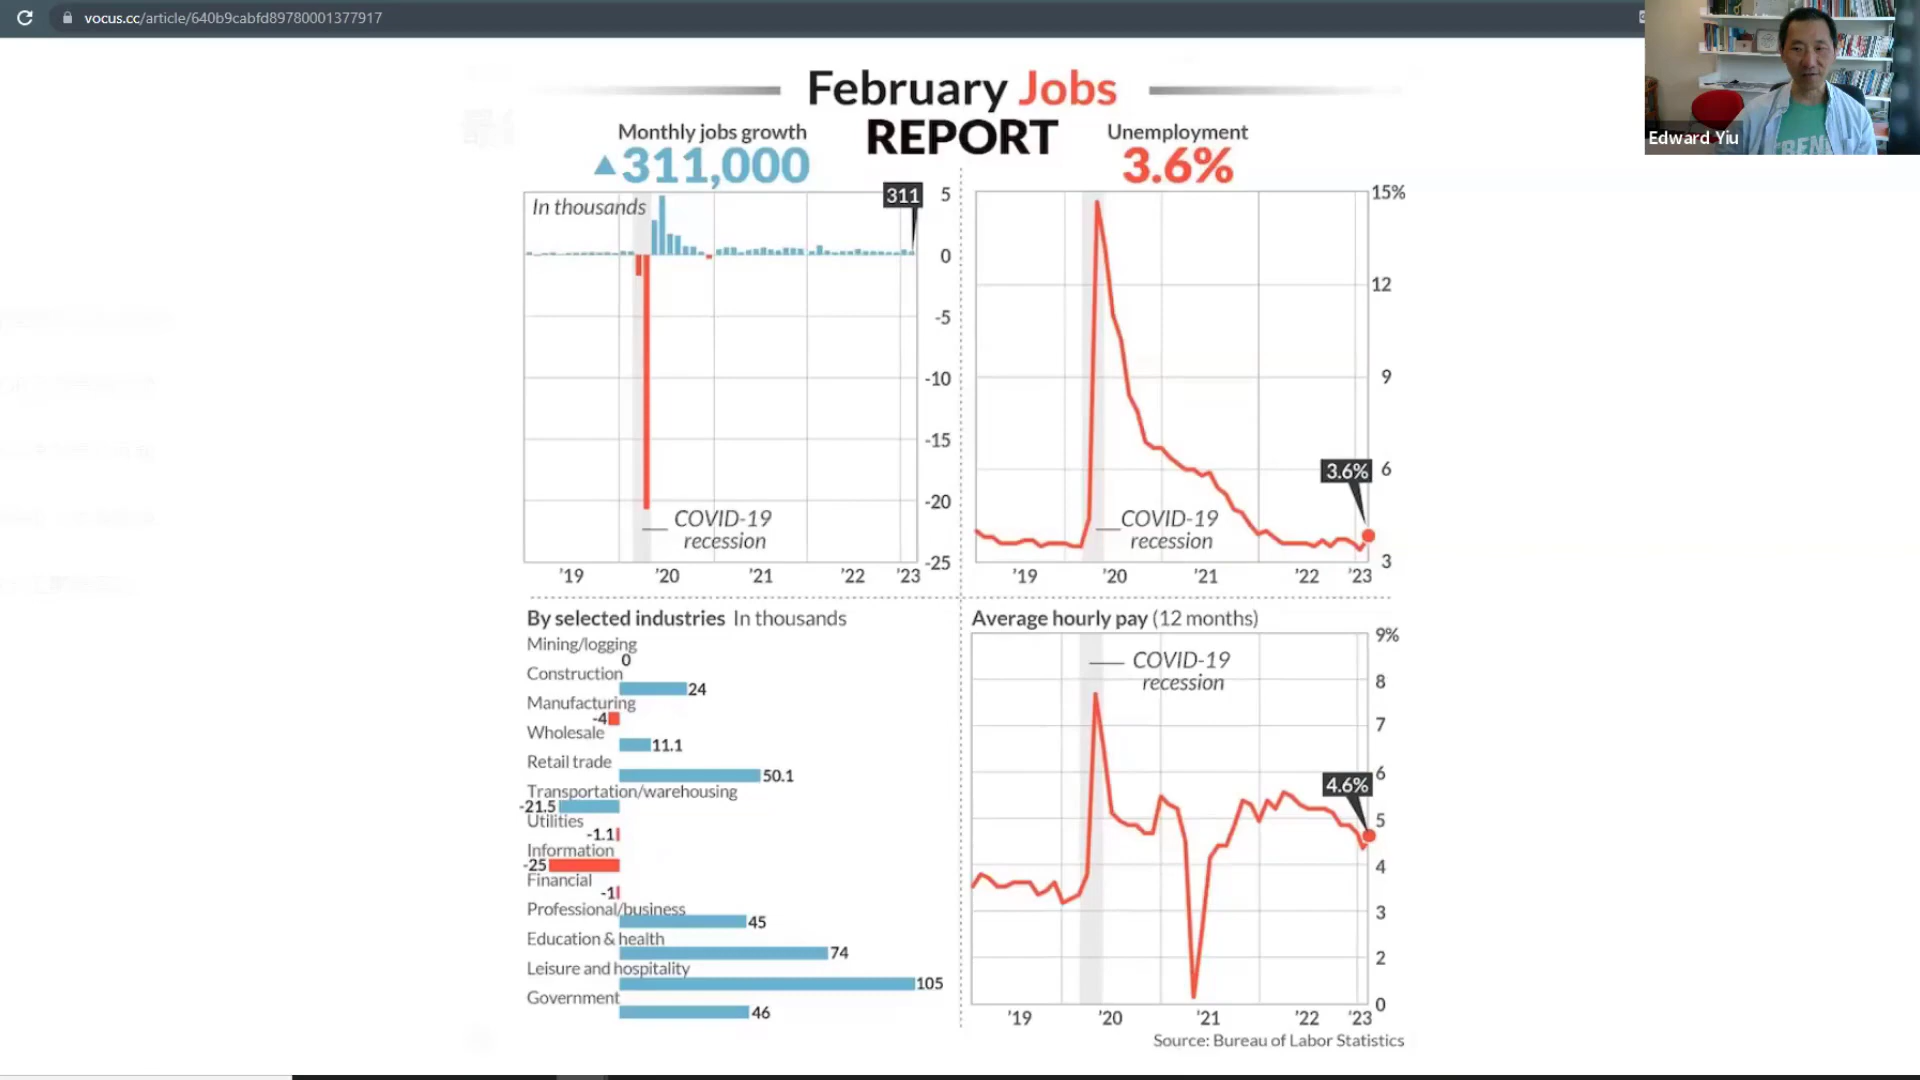 vocus.cc/article/640b9cabfd89780001377917
Edward Yiu
February Jobs
REPORT
Monthly jobs growth
▲311,000
Unemployment
3.6%
In thousands
311
5
0
-5
-10
-15
-20
-25
COVID-19
recession
'19 '20 '21 '22 '23
15%
12
9
6
3
3.6%
COVID-19
recession
'19 '20 '21 '22 '23
By selected industries In thousands
Mining/logging
0
Construction
24
Manufacturing
-4
Wholesale
11.1
Retail trade
50.1
Transportation/warehousing
-21.5
Utilities
-1.1
Information
-25
Financial
-1
Professional/business
45
Education & health
74
Leisure and hospitality
105
Government
46
Average hourly pay (12 months)
9%
8
7
6
5
4
3
2
0
COVID-19
recession
4.6%
'19 '20 '21 '22 '23
Source: Bureau of Labor Statistics